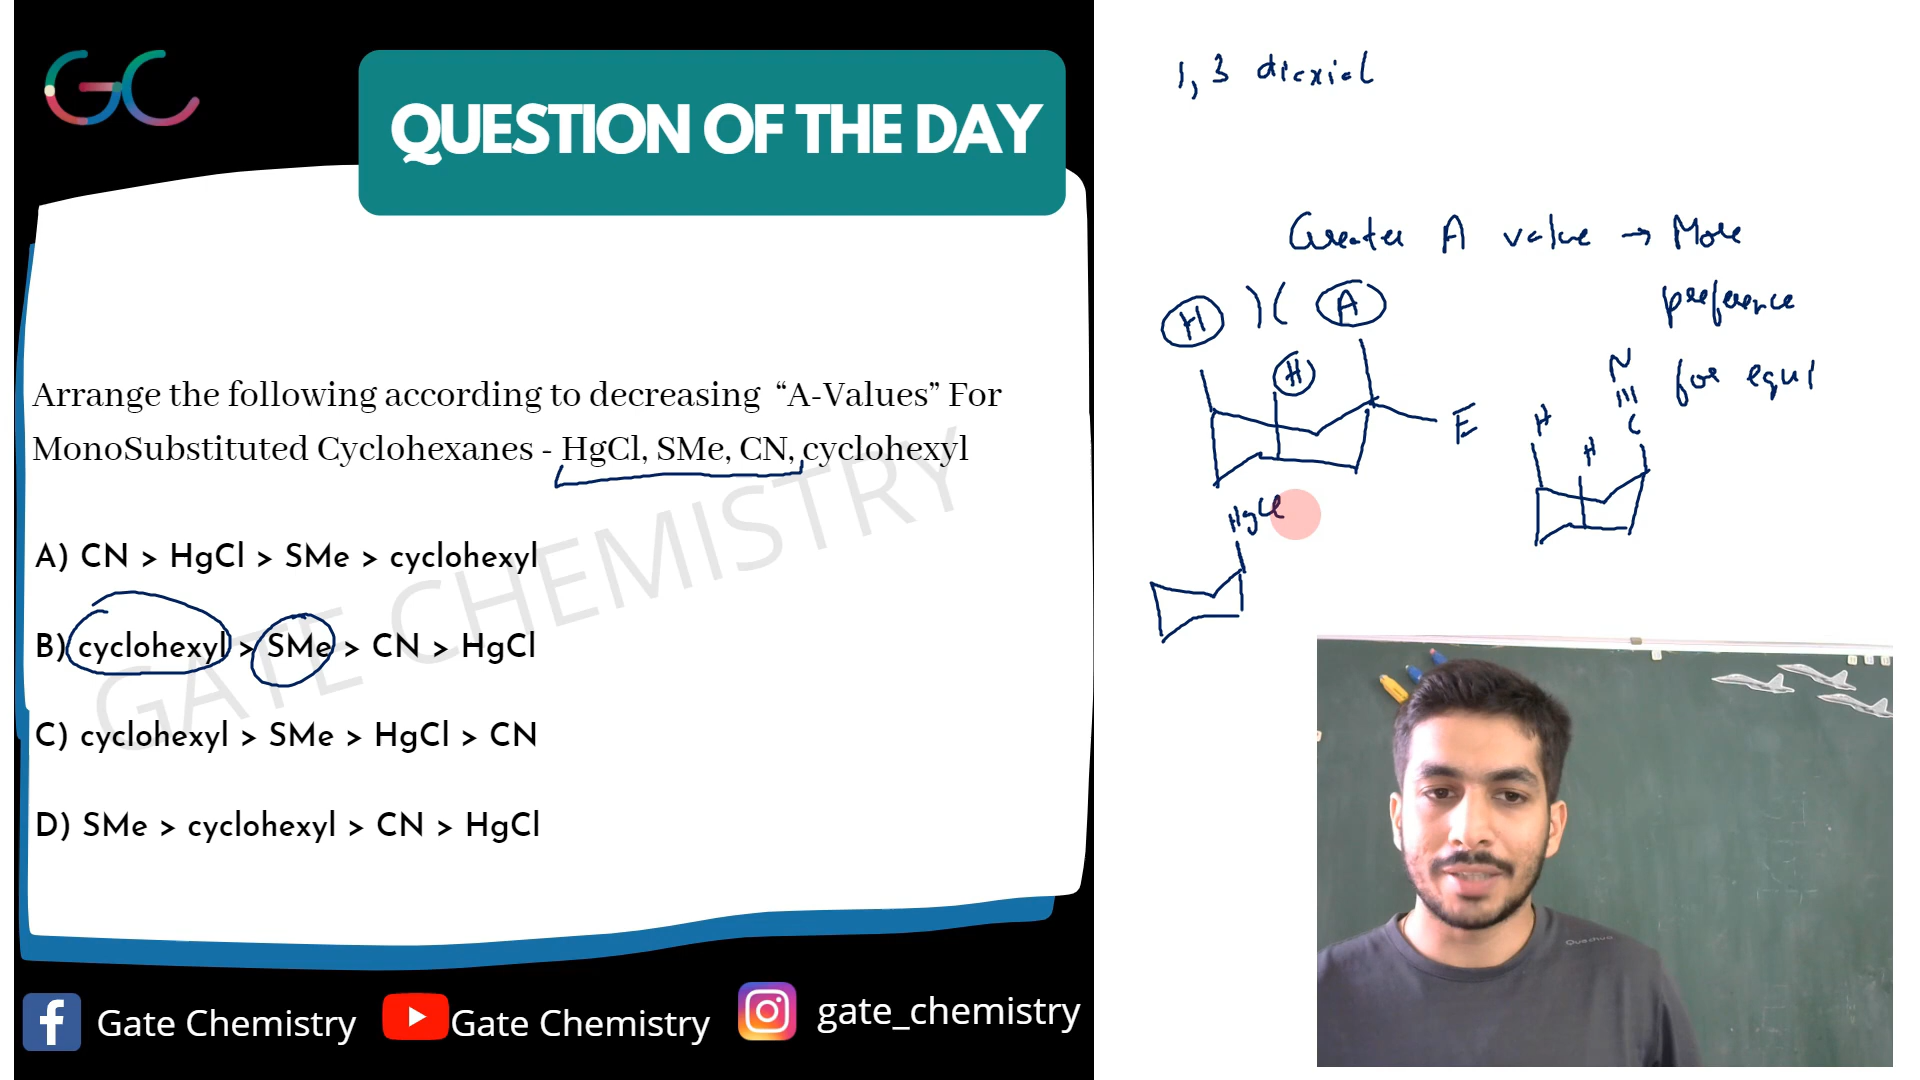 GC
QUESTION OF THE DAY
Arrange the following according to decreasing “A-Values” For
MonoSubstituted Cyclohexanes - HgCl, SMe, CN, cyclohexyl
A) CN > HgCl > SMe > cyclohexyl
B) cyclohexyl > SMe > CN > HgCl
C) cyclohexyl > SMe > HgCl > CN
D) SMe > cyclohexyl > CN > HgCl
GATE CHEMISTRY
Gate Chemistry
Gate Chemistry
gate_chemistry
1, 3 diaxial
Greater A value → More
preference
for equi
H )( A
H
E
N
C
H
H
HgCl
Quechua